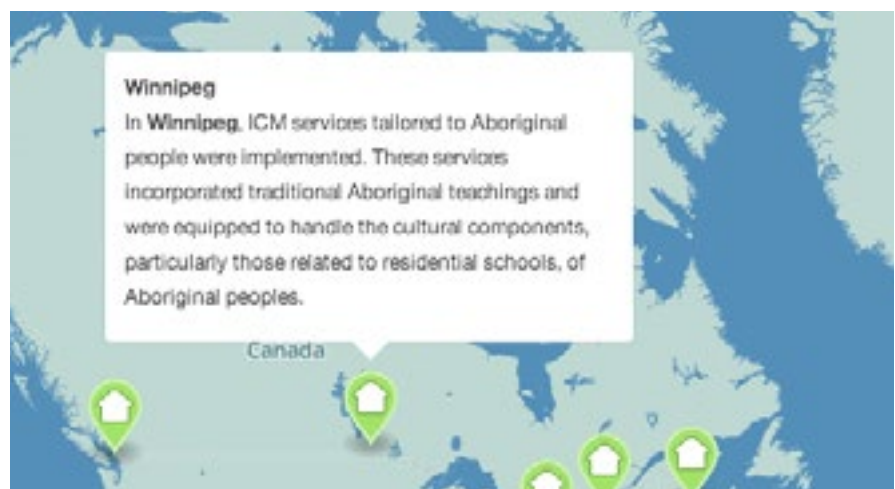 Winnipeg
In Winnipeg, ICM services tailored to Aboriginal
people were implemented. These services
incorporated traditional Aboriginal teachings and
were equipped to handle the cultural components,
particularly those related to residential schools, of
Aboriginal peoples.
Canada